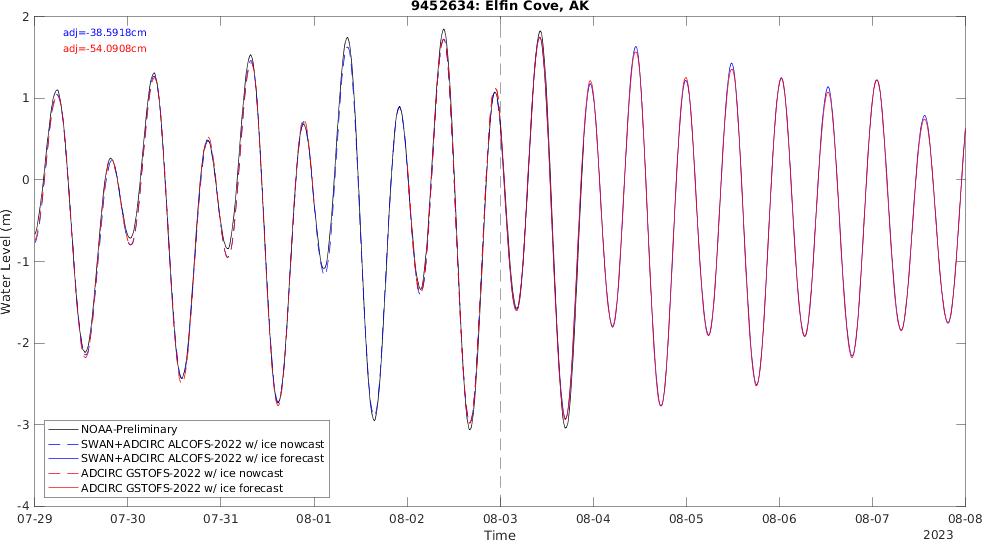 9452634: Elfin Cove, AK
adj=-38.5918cm
adj=-54.0908cm
2
1
0
-1
-2
-3
-4
Water Level (m)
NOAA-Preliminary
SWAN+ADCIRC ALCOFS-2022 w/ ice nowcast
SWAN+ADCIRC ALCOFS-2022 w/ ice forecast
ADCIRC GSTOFS-2022 w/ ice nowcast
ADCIRC GSTOFS-2022 w/ ice forecast
07-29 07-30 07-31 08-01 08-02 08-03 08-04 08-05 08-06 08-07 08-08
Time
2023